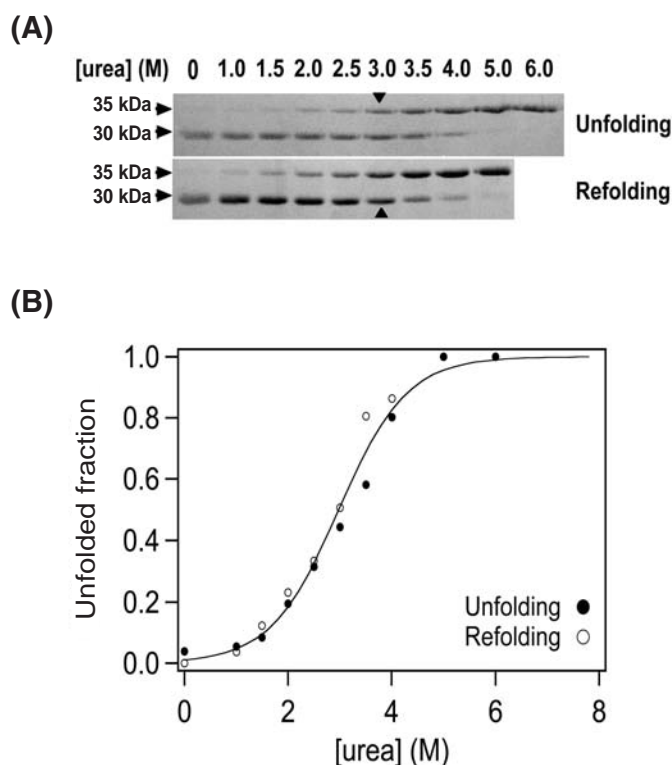 (A)
[urea] (M) 0 1.0 1.5 2.0 2.5 3.0 3.5 4.0 5.0 6.0
35 kDa
30 kDa
Unfolding
35 kDa
30 kDa
Refolding
(B)
1.0
0.8
0.6
0.4
0.2
0.0
Unfolded fraction
Unfolding
Refolding
0 2 4 6 8
[urea] (M)